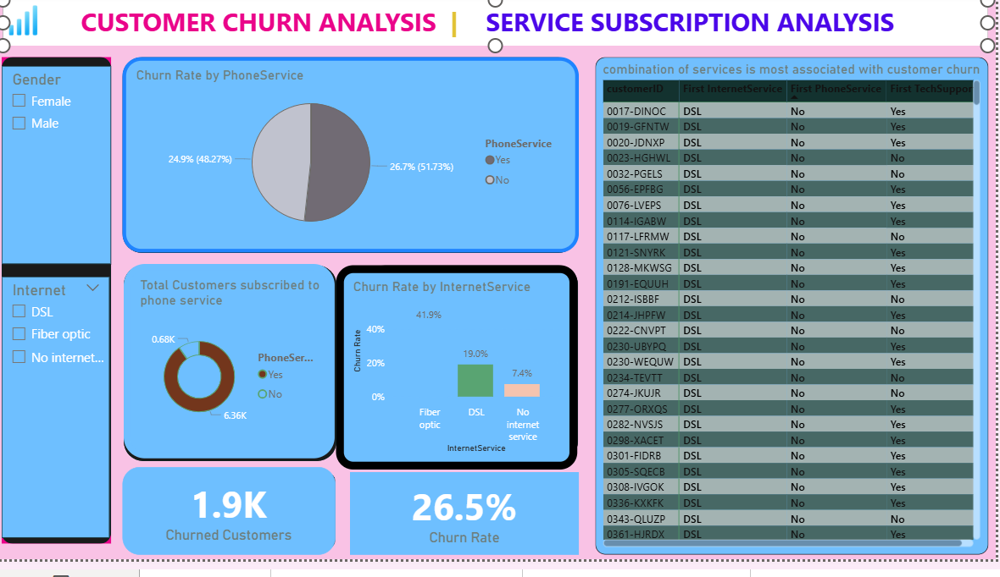 CUSTOMER CHURN ANALYSIS | SERVICE SUBSCRIPTION ANALYSIS
Gender
Female
Male
Internet
DSL
Fiber optic
No internet...
Churn Rate by PhoneService
24.9% (48.27%)
26.7% (51.73%)
PhoneService
Yes
No
Total Customers subscribed to
phone service
0.68K
6.36K
PhoneSer...
Yes
No
Churn Rate by InternetService
Churn Rate
40%
20%
0%
41.9%
19.0%
7.4%
Fiber
optic
DSL
No
internet
service
InternetService
1.9K
Churned Customers
26.5%
Churn Rate
combination of services is most associated with customer churn
customerID First InternetService First PhoneService First TechSuppor
0017-DINOC DSL No Yes
0019-GFNTW DSL No Yes
0020-JDNXP DSL No Yes
0023-HGHWL DSL No No
0032-PGELS DSL No No
0056-EPFBG DSL No Yes
0076-LVEPS DSL No Yes
0114-IGABW DSL No Yes
0117-LFRMW DSL No No
0121-SNYRK DSL No Yes
0128-MKWSG DSL No Yes
0191-EQUUH DSL No Yes
0212-ISBBF DSL No No
0214-JHPFW DSL No Yes
0222-CNVPT DSL No No
0230-UBYPQ DSL No Yes
0230-WEQUW DSL No Yes
0234-TEVTT DSL No No
0274-JKUJR DSL No No
0277-ORXQS DSL No Yes
0282-NVSJS DSL No Yes
0298-XACET DSL No Yes
0301-FIDRB DSL No Yes
0305-SQECB DSL No Yes
0308-IVGOK DSL No Yes
0336-KXKFK DSL No Yes
0343-QLUZP DSL No No
0361-HJRDX DSL No Yes